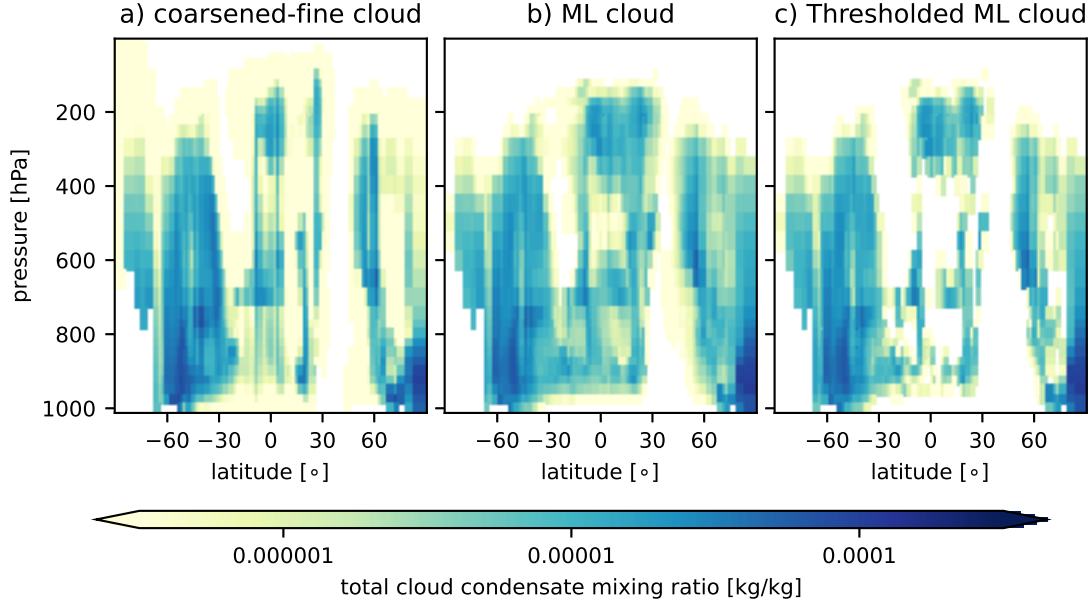 a) coarsened-fine cloud
b) ML cloud
c) Thresholded ML cloud
pressure [hPa]
200
400
600
800
1000
−60 −30 0 30 60
−60 −30 0 30 60
−60 −30 0 30 60
latitude [∘]
latitude [∘]
latitude [∘]
0.000001 0.00001 0.0001
total cloud condensate mixing ratio [kg/kg]